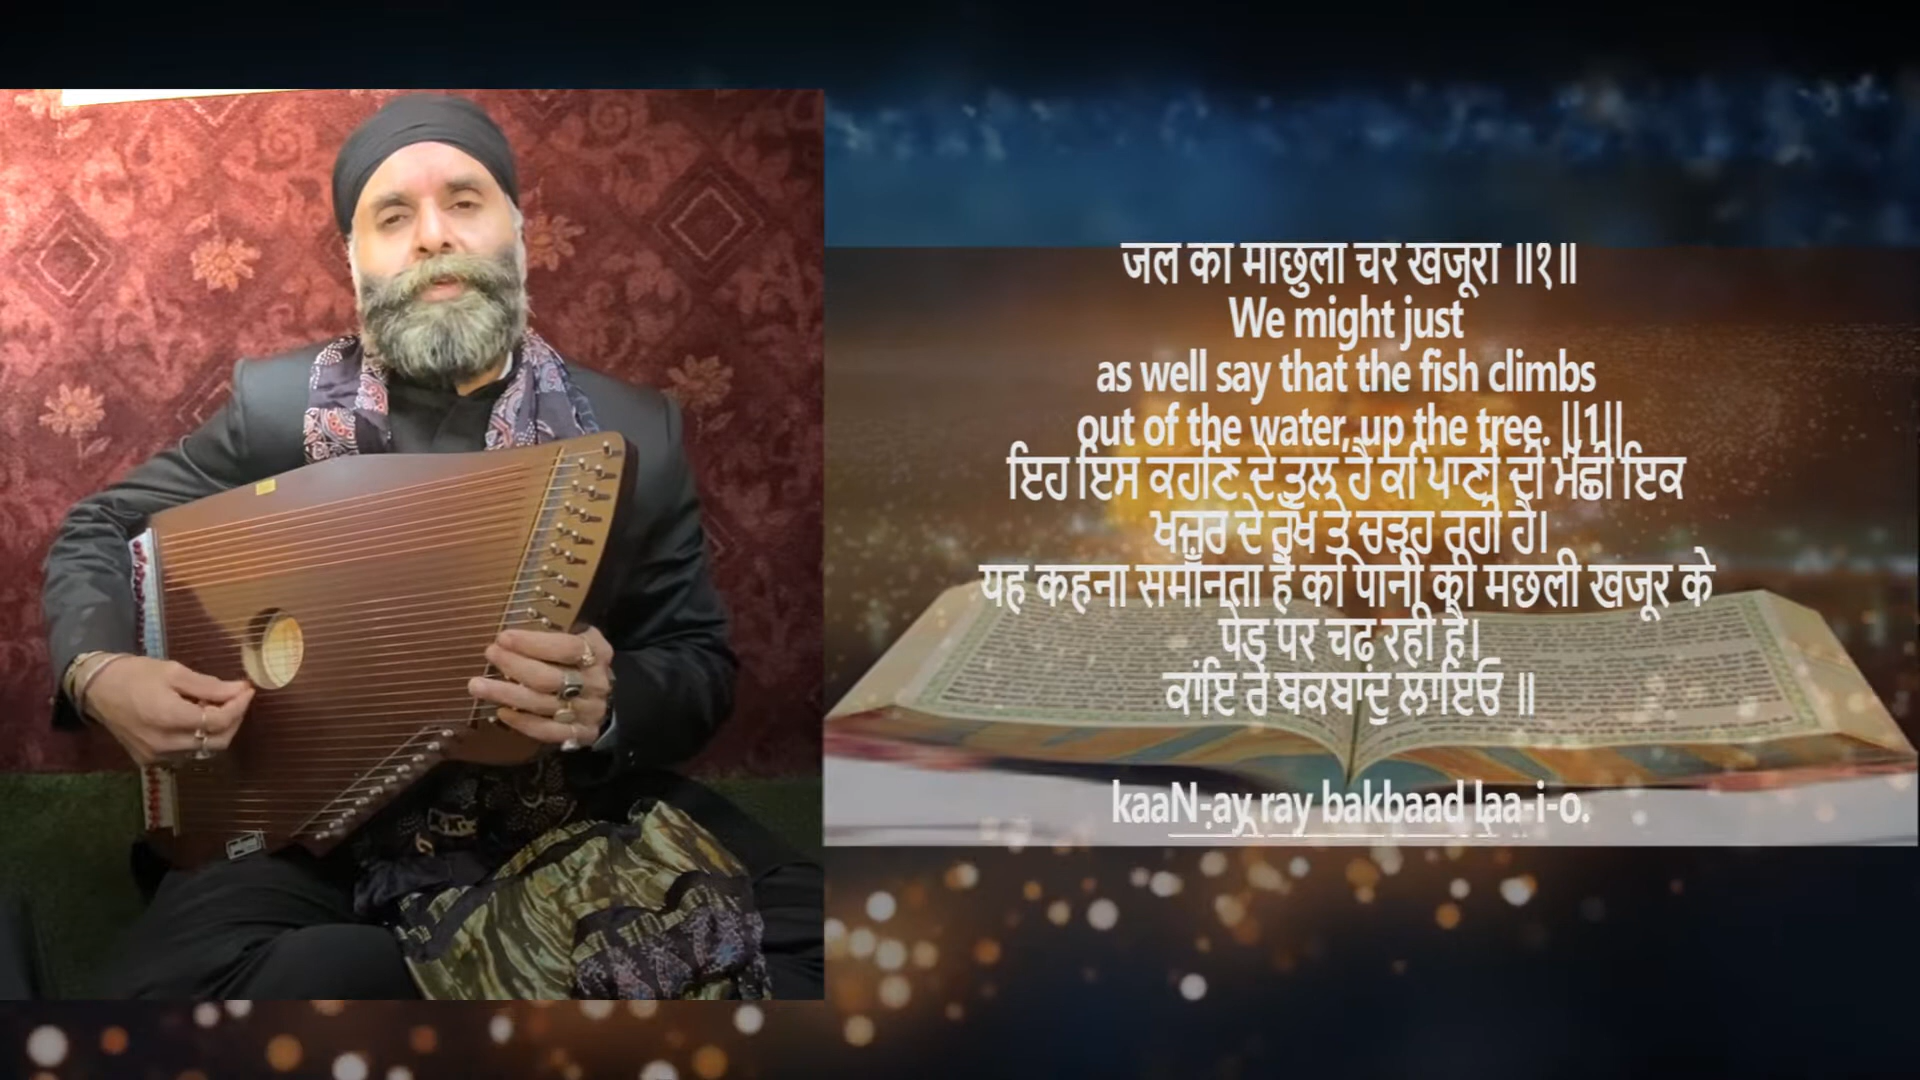 जल का माछुला चर खजूरा ॥१॥
We might just
as well say that the fish climbs
out of the water, up the tree. ||1||
ਇਹ ਇਸ ਕਹਣਿ ਦੇ ਤੁਲ ਹੈ ਕਿ ਪਾਣੀ ਦੀ ਮੱਛੀ ਇਕ
ਖਜੂਰ ਦੇ ਰੁੱਖ ਤੇ ਚੜ੍ਹ ਰਹੀ ਹੈ।
यह कहना समाँनता है कि पानी की मछली खजूर के
पेड़ पर चढ़ रही है।
ਕਾਂਇ ਰੇ ਬਕਬਾਦੁ ਲਾਇਓ ॥
kaaN-ay ray bakbaad laa-i-o.